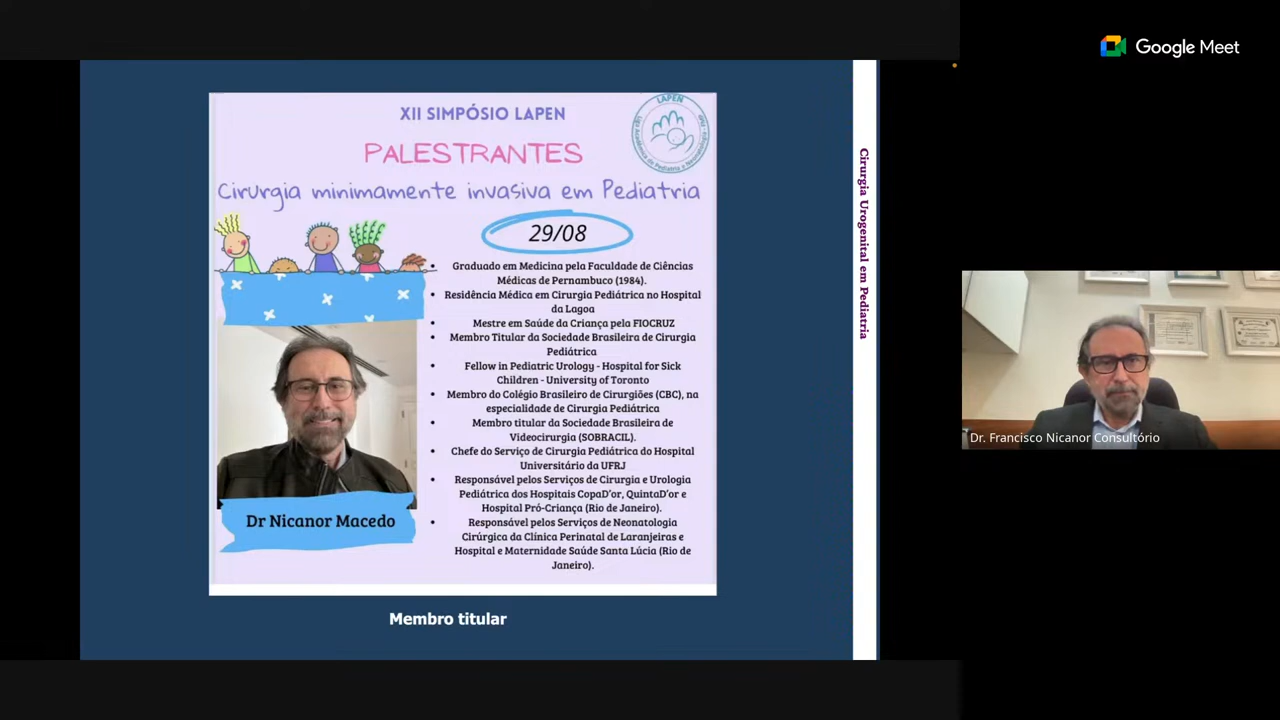 Google Meet
XII SIMPÓSIO LAPEN
LAPEN
PALESTRANTES
Cirurgia minimamente invasiva em Pediatria
29/08
Graduado em Medicina pela Faculdade de Ciências
Médicas de Pernambuco (1984).
Residência Médica em Cirurgia Pediátrica no Hospital
da Lagoa
Mestre em Saúde da Criança pela FIOCRUZ
Membro Titular da Sociedade Brasileira de Cirurgia
Pediátrica
Fellow in Pediatric Urology - Hospital for Sick
Children - University of Toronto
Membro do Colégio Brasileiro de Cirurgiões (CBC), na
especialidade de Cirurgia Pediátrica
Membro titular da Sociedade Brasileira de
Videocirurgia (SOBRACIL).
Chefe do Serviço de Cirurgia Pediátrica do Hospital
Universitário da UFRJ
Responsável pelos Serviços de Cirurgia e Urologia
Pediátrica dos Hospitais CopaD'or, QuintaD'or e
Hospital Pró-Criança (Rio de Janeiro).
Responsável pelos Serviços de Neonatologia
Cirúrgica da Clínica Perinatal de Laranjeiras e
Hospital e Maternidade Saúde Santa Lúcia (Rio de
Janeiro).
Dr Nicanor Macedo
Membro titular
Cirurgia Urogenital em Pediatria
Dr. Francisco Nicanor Consultório